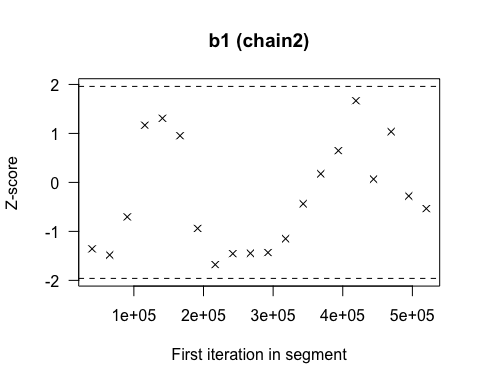 b1 (chain2)
Z-score
2
1
0
-1
-2
1e+05 2e+05 3e+05 4e+05 5e+05
First iteration in segment